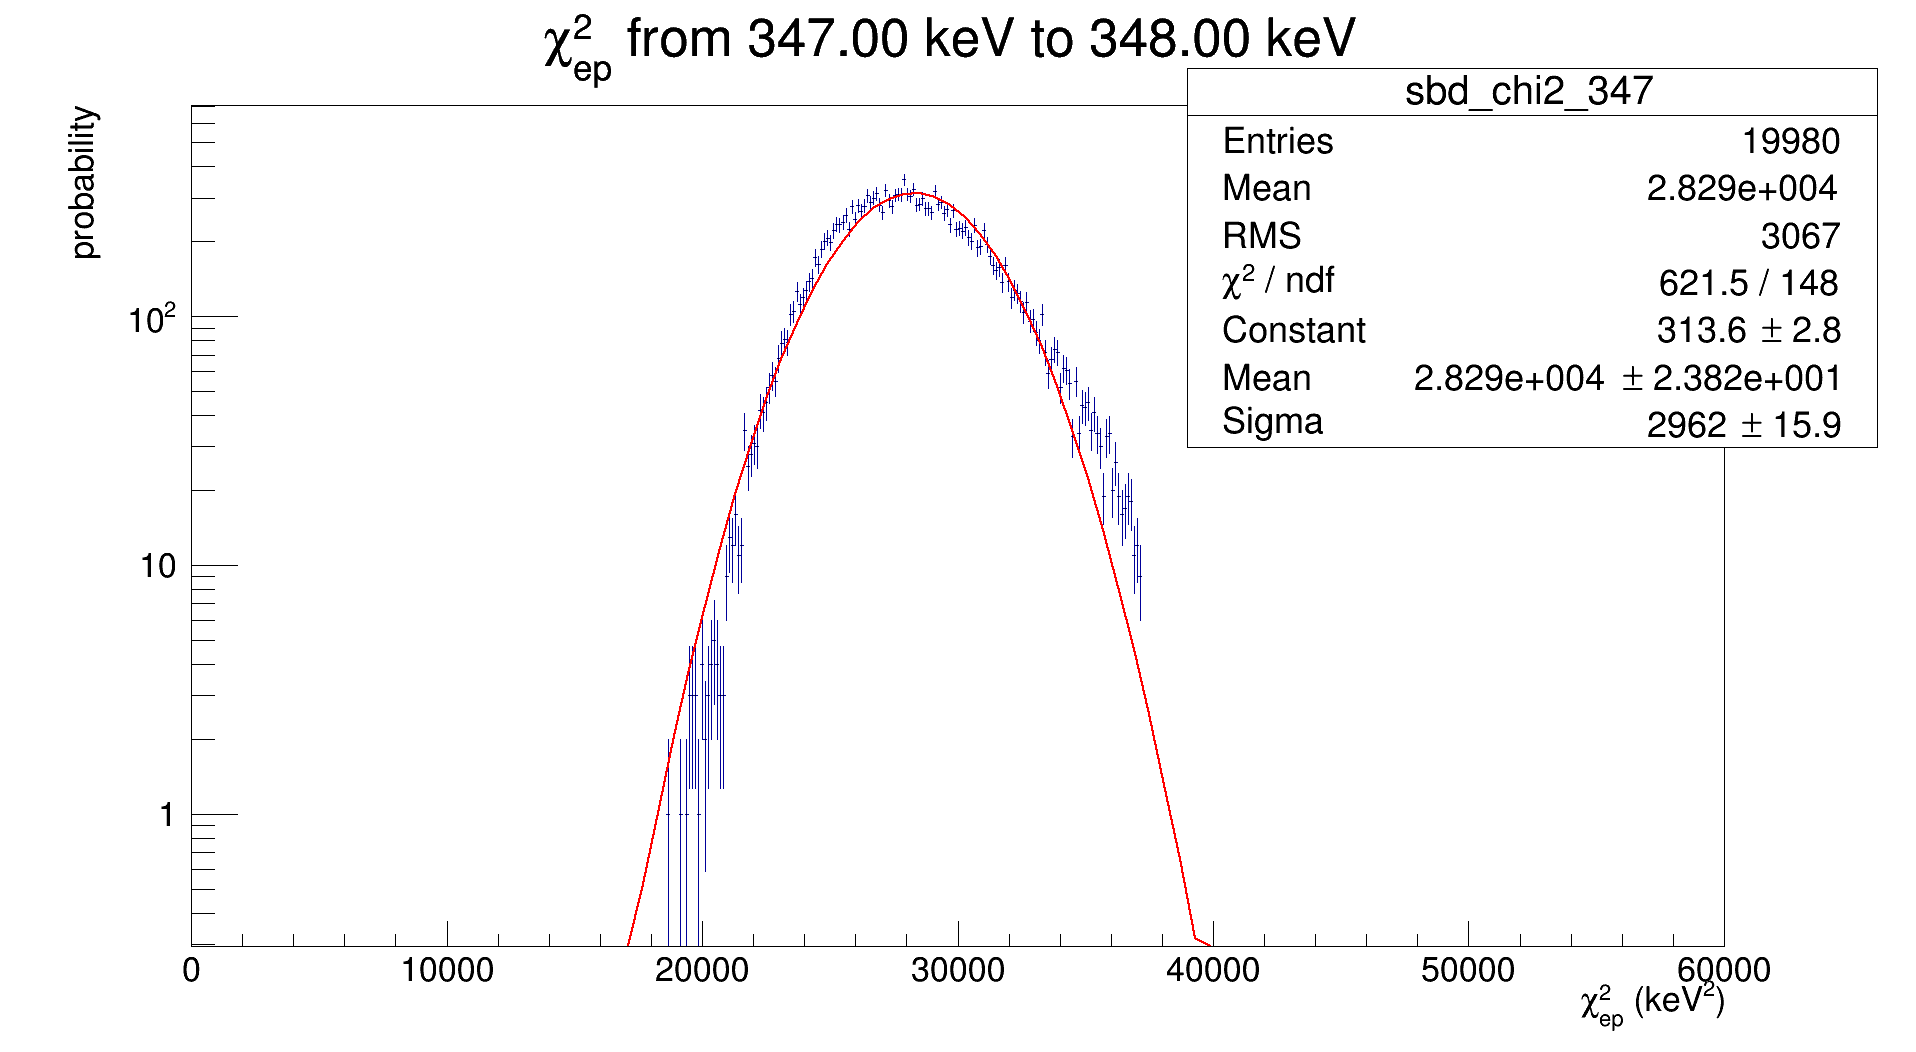 χ²ep from 347.00 keV to 348.00 keV
sbd_chi2_347
Entries 19980
Mean 2.829e+004
RMS 3067
χ² / ndf 621.5 / 148
Constant 313.6 ± 2.8
Mean 2.829e+004 ± 2.382e+001
Sigma 2962 ± 15.9
probability
10²
10
1
0 10000 20000 30000 40000 50000 60000
χ²ep (keV²)